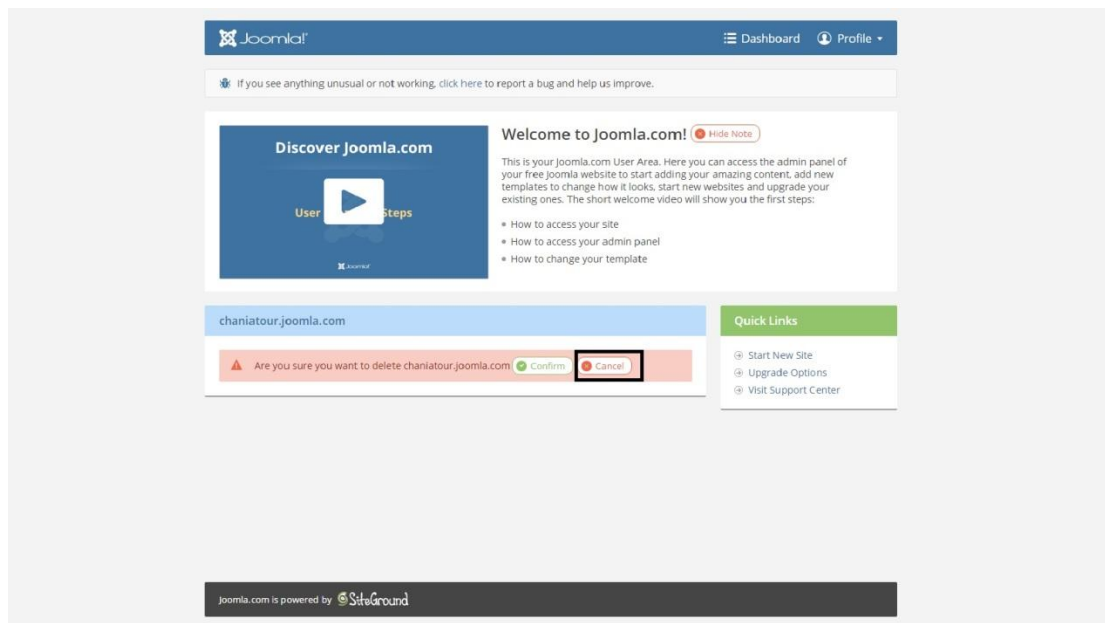 Joomla!
Dashboard
Profile
If you see anything unusual or not working, click here to report a bug and help us improve.
Discover Joomla.com
User
Steps
Joomla!
Welcome to Joomla.com!
Hide Note
This is your Joomla.com User Area. Here you can access the admin panel of
your free Joomla website to start adding your amazing content, add new
templates to change how it looks, start new websites and upgrade your
existing ones. The short welcome video will show you the first steps:
How to access your site
How to access your admin panel
How to change your template
chaniatour.joomla.com
Are you sure you want to delete chaniatour.joomla.com
Confirm
Cancel
Quick Links
Start New Site
Upgrade Options
Visit Support Center
Joomla.com is powered by SiteGround